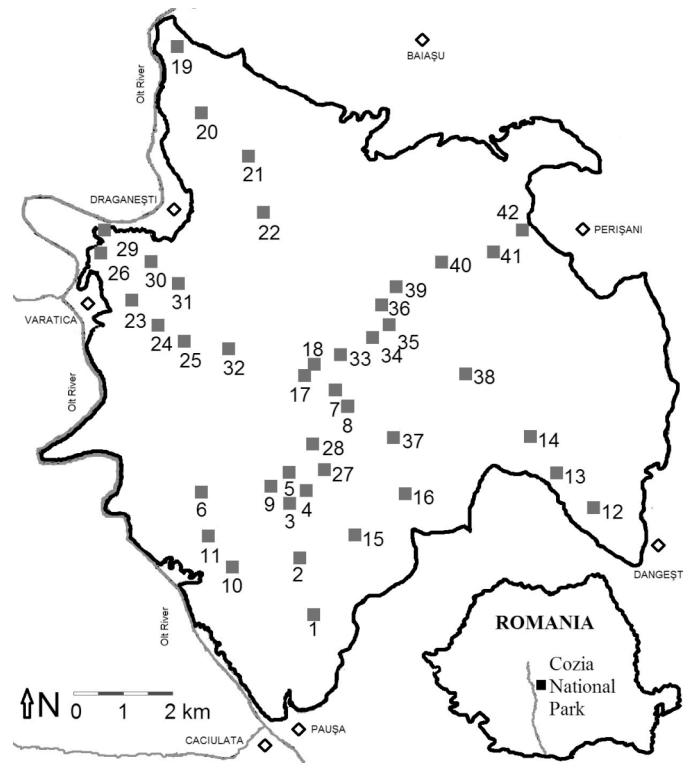 19
BAIAŞU
Olt River
20
21
DRAGANEŞTI
22
42
29
PERIŞANI
26
30
41
40
31
39
23
36
VARATICA
24
35
25
34
18
33
32
17
38
7
8
Olt River
28
37
14
27
5
13
6
9
4
16
3
12
11
15
2
10
DANGEŞT
1
Olt River
ROMANIA
Cozia
National
Park
N
0 1 2 km
PAUŞA
CACIULATA